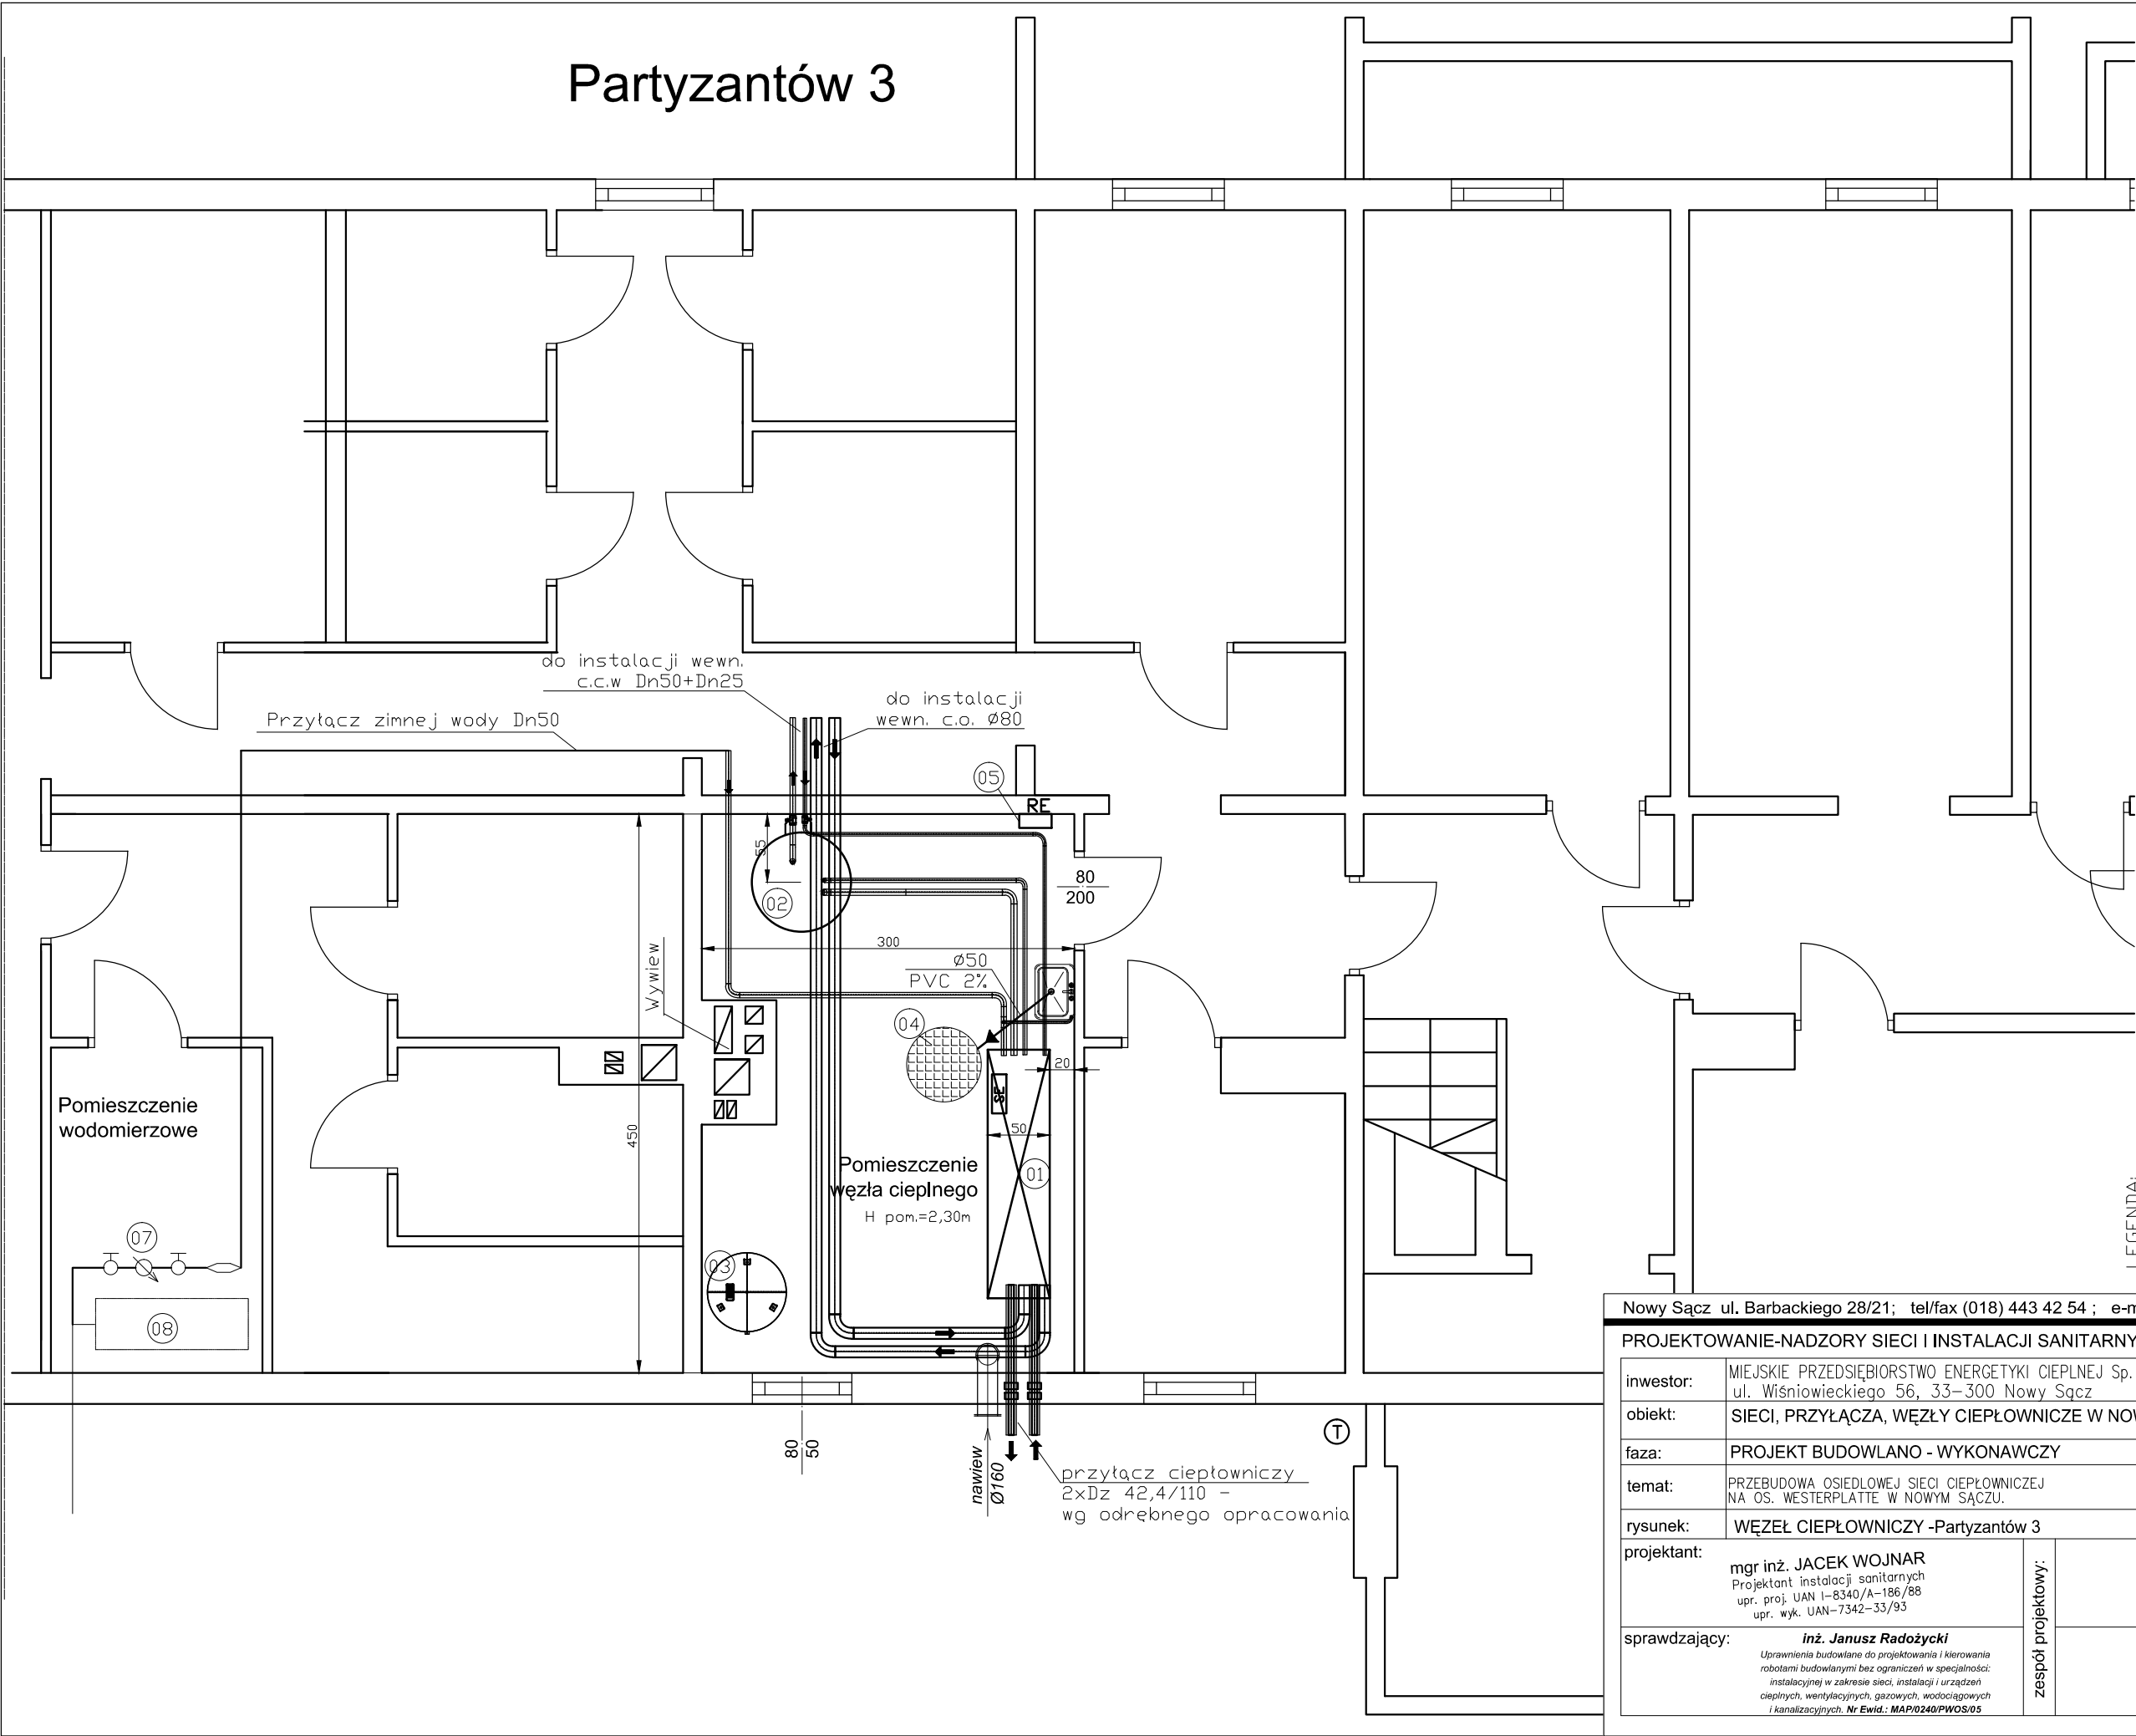 Partyzantów 3
do instalacji wewn.
c.c.w Dn50+Dn25
do instalacji
wewn. c.o. Ø80
Przyłącz zimnej wody Dn50
05
RE
55
02
80
200
300
Wywiew
Ø50
PVC 2%
04
20
SE
50
01
450
Pomieszczenie
wodomierzowe
Pomieszczenie
węzła cieplnego
H pom.=2,30m
07
03
08
80
50
nawiew
Ø160
T
przyłącz ciepłowniczy
2xDz 42,4/110 -
wg odrębnego opracowania
LEGENDA:
Nowy Sącz ul. Barbackiego 28/21; tel/fax (018) 443 42 54 ; e-m
PROJEKTOWANIE-NADZORY SIECI I INSTALACJI SANITARNY
inwestor:
MIEJSKIE PRZEDSIĘBIORSTWO ENERGETYKI CIEPLNEJ Sp.
ul. Wiśniowieckiego 56, 33-300 Nowy Sącz
obiekt:
SIECI, PRZYŁĄCZA, WĘZŁY CIEPŁOWNICZE W NOW
faza:
PROJEKT BUDOWLANO - WYKONAWCZY
temat:
PRZEBUDOWA OSIEDLOWEJ SIECI CIEPŁOWNICZEJ
NA OS. WESTERPLATTE W NOWYM SĄCZU.
rysunek:
WĘZEŁ CIEPŁOWNICZY -Partyzantów 3
projektant:
mgr inż. JACEK WOJNAR
Projektant instalacji sanitarnych
upr. proj. UAN I-8340/A-186/88
upr. wyk. UAN-7342-33/93
zespół projektowy:
sprawdzający:
inż. Janusz Radożycki
Uprawnienia budowlane do projektowania i kierowania
robotami budowlanymi bez ograniczeń w specjalności:
instalacyjnej w zakresie sieci, instalacji i urządzeń
cieplnych, wentylacyjnych, gazowych, wodociągowych
i kanalizacyjnych. Nr Ewid.: MAP/0240/PWOS/05